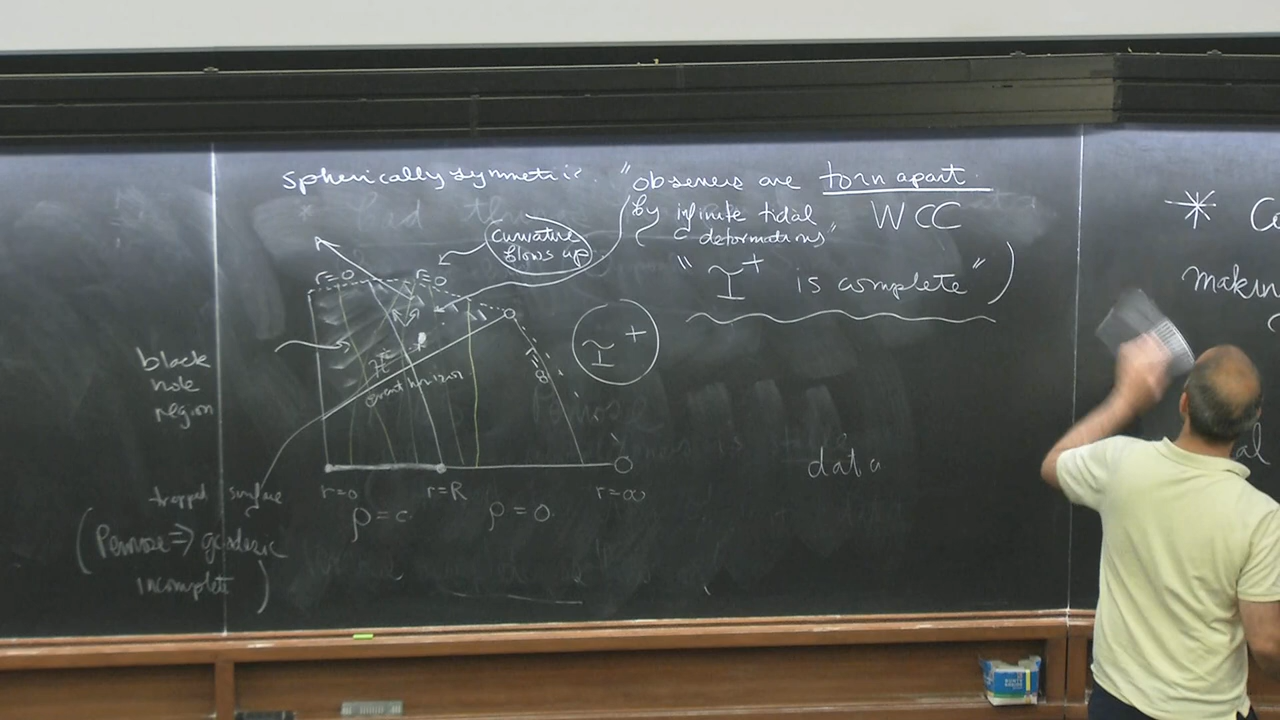 spherically symmetric.
"observers are torn apart
by infinite tidal
deformations"
WCC
"I⁺ is complete"
curvature
blows up
r=0
r=0
I⁺
black
hole
region
H⁺
event horizon
trapped surface
(Penrose ⇒ geodesic
incomplete)
r=0
r=R
r=∞
ρ=c
ρ=0
data
*